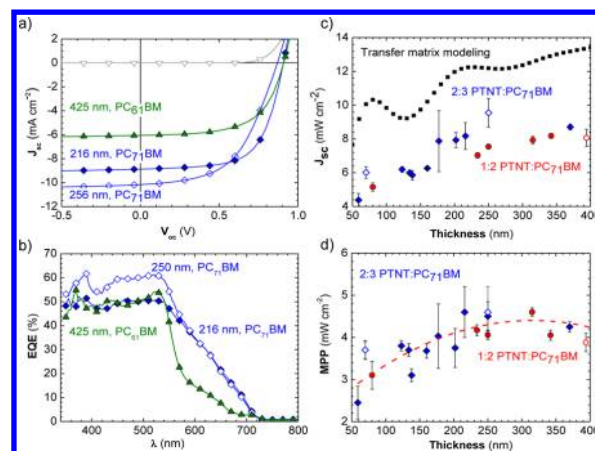 a)
J_sc (mA cm⁻²)
2
0
-2
-4
-6
-8
-10
-12
425 nm, PC₆₁BM
216 nm, PC₇₁BM
256 nm, PC₇₁BM
-0.5
0.0
0.5
1.0
V_oc (V)
b)
EQE (%)
80
70
60
50
40
30
20
10
0
250 nm, PC₇₁BM
425 nm, PC₆₁BM
216 nm, PC₇₁BM
400
500
600
700
800
λ (nm)
c)
J_SC (mW cm⁻²)
14
12
10
8
6
4
Transfer matrix modeling
2:3 PTNT:PC₇₁BM
1:2 PTNT:PC₇₁BM
50
100
150
200
250
300
350
400
Thickness (nm)
d)
MPP (mW cm⁻²)
6
5
4
3
2
2:3 PTNT:PC₇₁BM
1:2 PTNT:PC₇₁BM
50
100
150
200
250
300
350
400
Thickness (nm)